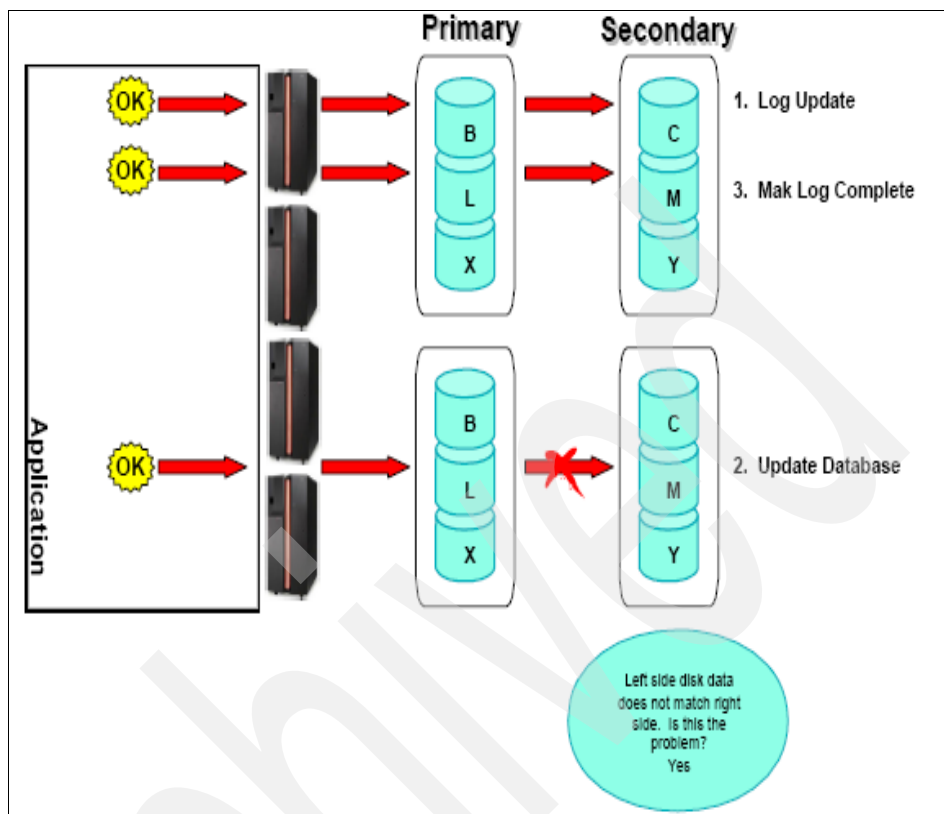 Primary Secondary
OK
B C
1. Log Update
OK
L M
3. Mak Log Complete
X Y
Application
B C
OK
L M
2. Update Database
X Y
Left side disk data
does not match right
side. Is this the
problem?
Yes